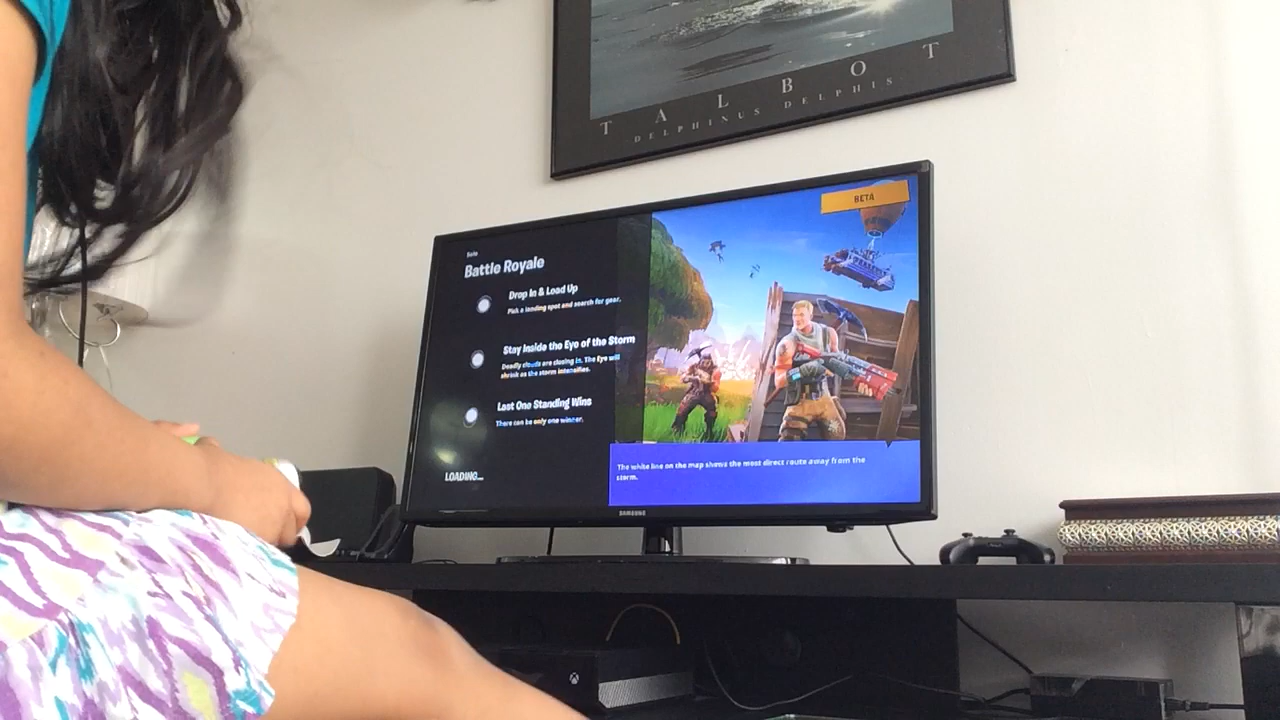 T A L B O T
DELPHINUS DELPHIS
BETA
Solo
Battle Royale
Drop In & Load Up
Pick a landing spot and search for gear.
Stay Inside the Eye of the Storm
Deadly clouds are closing in. The Eye will
shrink as the storm intensifies.
Last One Standing Wins
There can be only one winner.
LOADING...
The white line on the map shows the most direct route away from the
storm.
SAMSUNG